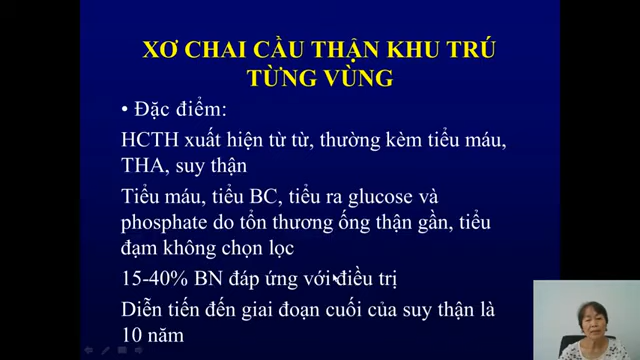 XƠ CHAI CẦU THẬN KHU TRÚ
TỪNG VÙNG
• Đặc điểm:
HCTH xuất hiện từ từ, thường kèm tiểu máu,
THA, suy thận
Tiểu máu, tiểu BC, tiểu ra glucose và
phosphate do tổn thương ống thận gần, tiểu
đạm không chọn lọc
15-40% BN đáp ứng với điều trị
Diễn tiến đến giai đoạn cuối của suy thận là
10 năm